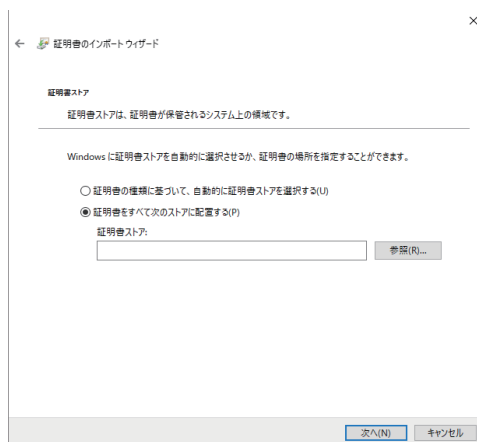 証明書のインポート ウィザード
証明書ストア
証明書ストアは、証明書が保管されるシステム上の領域です。
Windows に証明書ストアを自動的に選択させるか、証明書の場所を指定することができます。
証明書の種類に基づいて、自動的に証明書ストアを選択する(U)
証明書をすべて次のストアに配置する(P)
証明書ストア:
参照(R)...
次へ(N) キャンセル